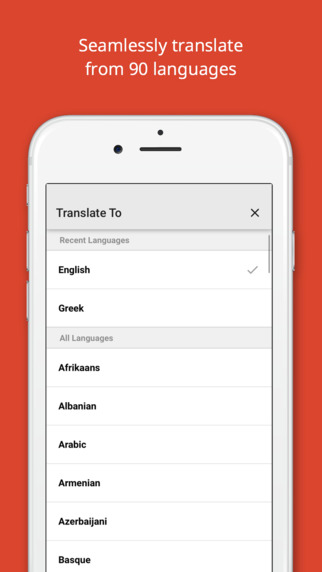 Seamlessly translate
from 90 languages
Translate To
Recent Languages
English
Greek
All Languages
Afrikaans
Albanian
Arabic
Armenian
Azerbaijani
Basque